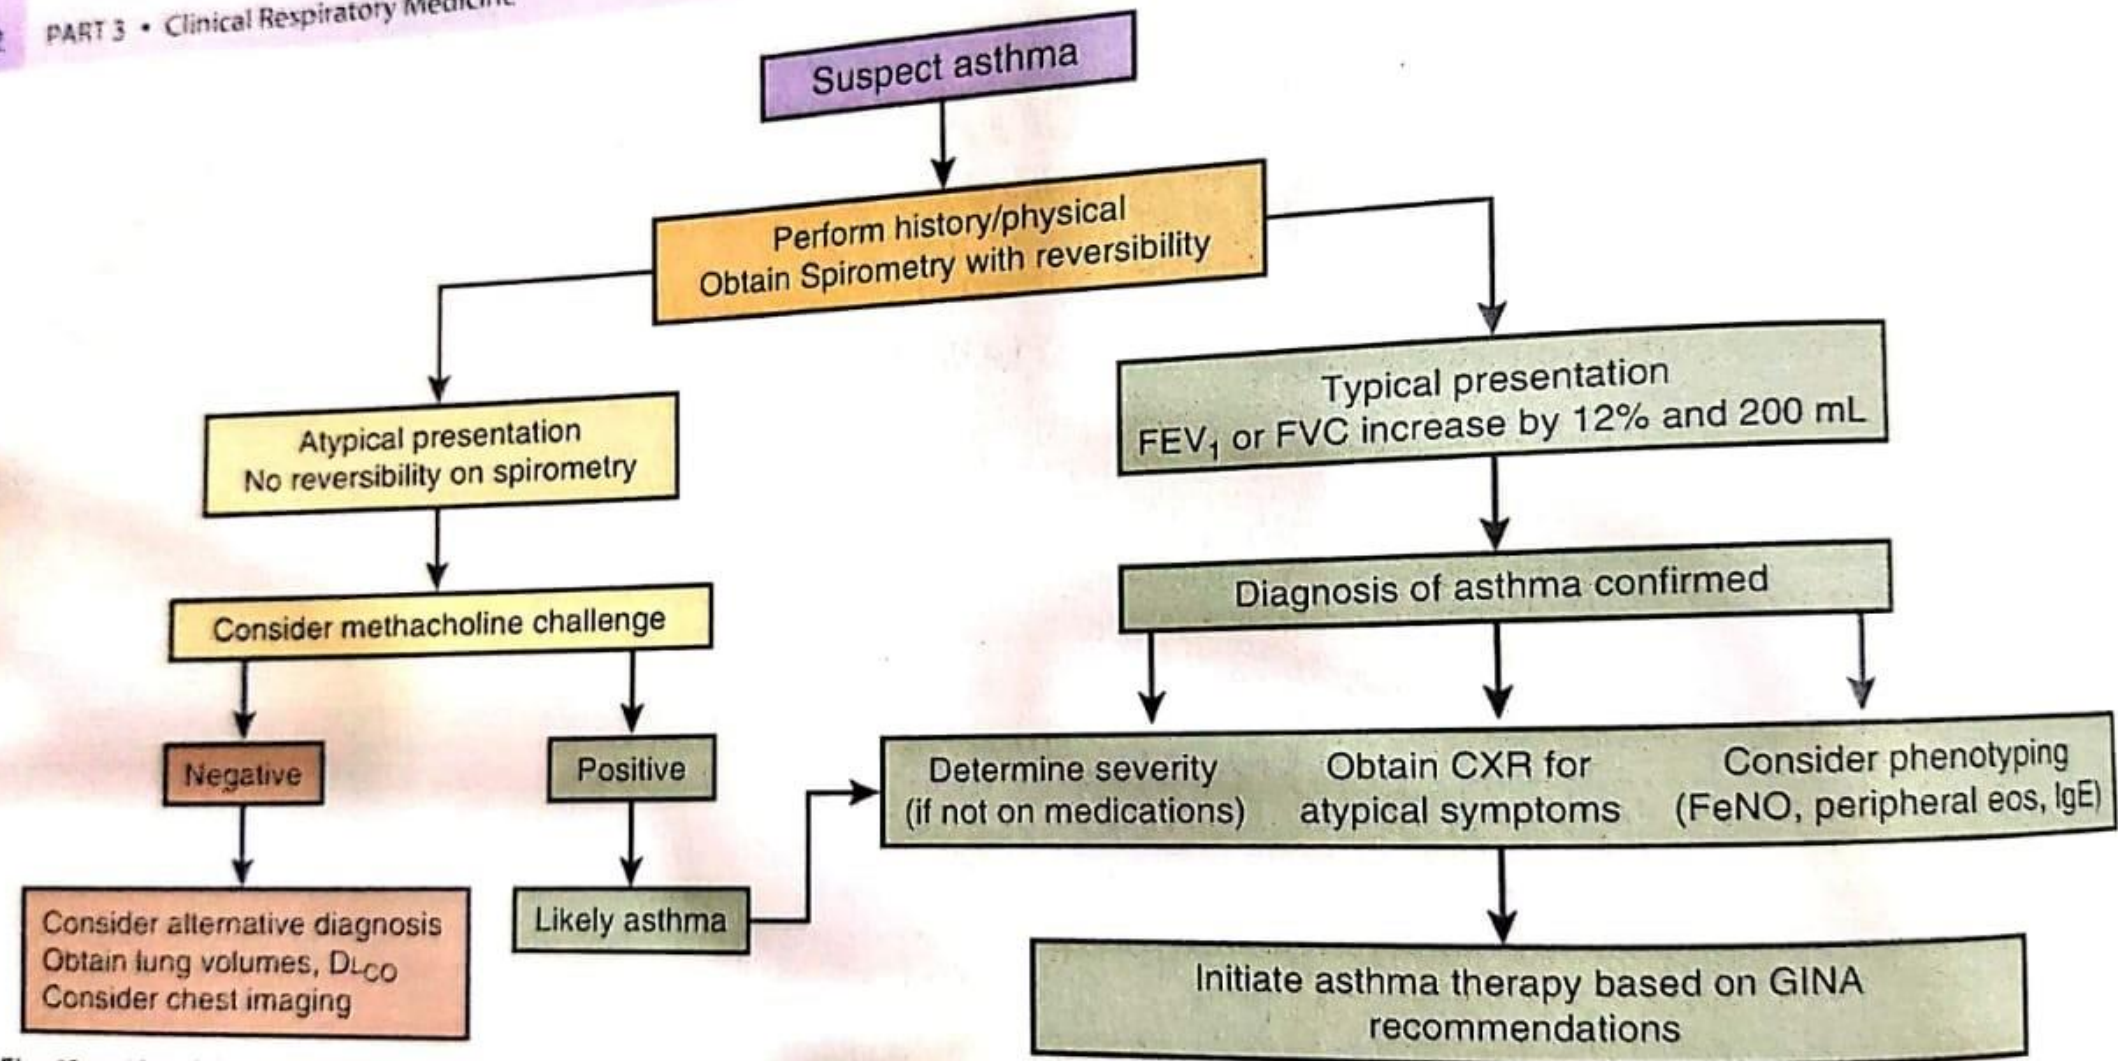 PART 3 • Clinical Respiratory Medicine
Suspect asthma
Perform history/physical
Obtain Spirometry with reversibility
Atypical presentation
No reversibility on spirometry
Typical presentation
FEV₁ or FVC increase by 12% and 200 mL
Consider methacholine challenge
Diagnosis of asthma confirmed
Negative
Positive
Determine severity
(if not on medications)
Obtain CXR for
atypical symptoms
Consider phenotyping
(FeNO, peripheral eos, IgE)
Consider alternative diagnosis
Obtain lung volumes, DLCO
Consider chest imaging
Likely asthma
Initiate asthma therapy based on GINA
recommendations